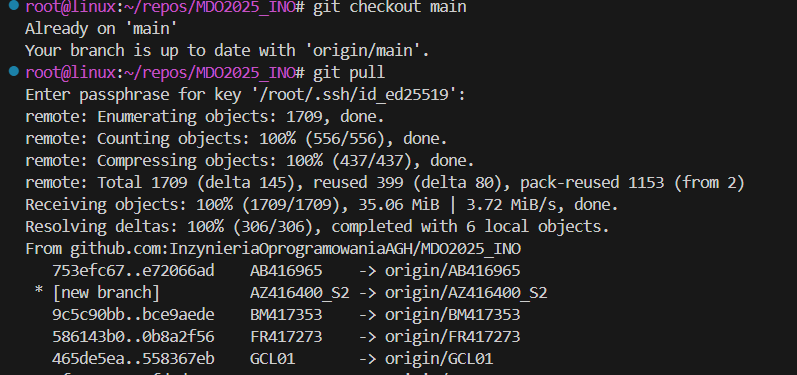 root@linux:~/repos/MDO2025_INO# git checkout main
Already on 'main'
Your branch is up to date with 'origin/main'.
root@linux:~/repos/MDO2025_INO# git pull
Enter passphrase for key '/root/.ssh/id_ed25519':
remote: Enumerating objects: 1709, done.
remote: Counting objects: 100% (556/556), done.
remote: Compressing objects: 100% (437/437), done.
remote: Total 1709 (delta 145), reused 399 (delta 80), pack-reused 1153 (from 2)
Receiving objects: 100% (1709/1709), 35.06 MiB | 3.72 MiB/s, done.
Resolving deltas: 100% (306/306), completed with 6 local objects.
From github.com:InzynieriaOprogramowaniaAGH/MDO2025_INO
   753efc67..e72066ad  AB416965    -> origin/AB416965
 * [new branch]        AZ416400_S2 -> origin/AZ416400_S2
   9c5c90bb..bce9aede  BM417353    -> origin/BM417353
   586143b0..0b8a2f56  FR417273    -> origin/FR417273
   465de5ea..558367eb  GCL01       -> origin/GCL01